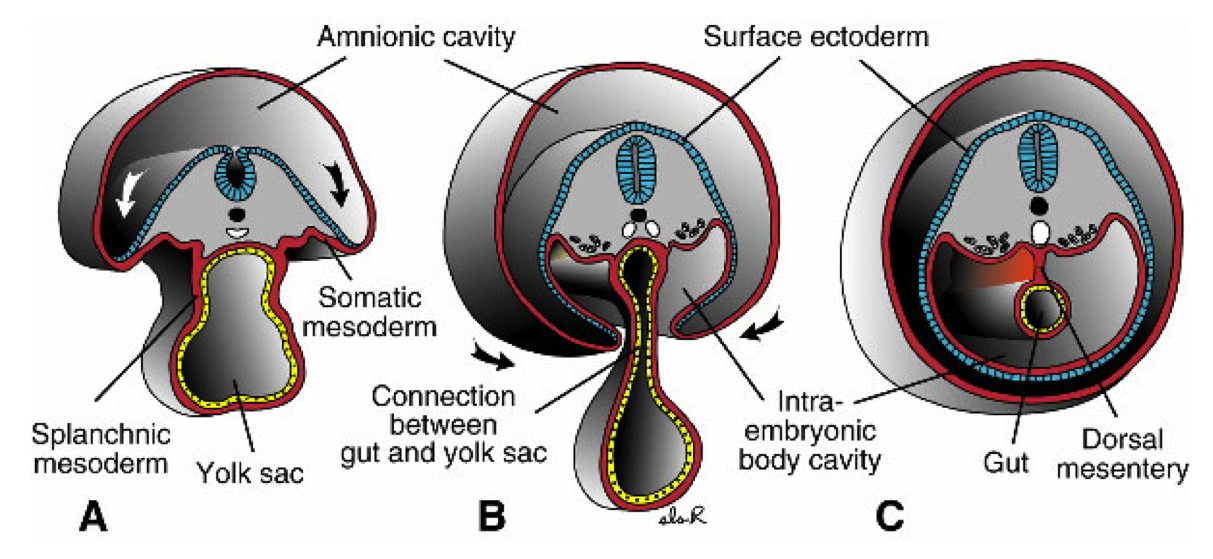 Amnionic cavity
Surface ectoderm
Somatic
mesoderm
Splanchnic
mesoderm
Yolk sac
Connection
between
gut and yolk sac
Intra-
embryonic
body cavity
Gut
Dorsal
mesentery
A
B
C